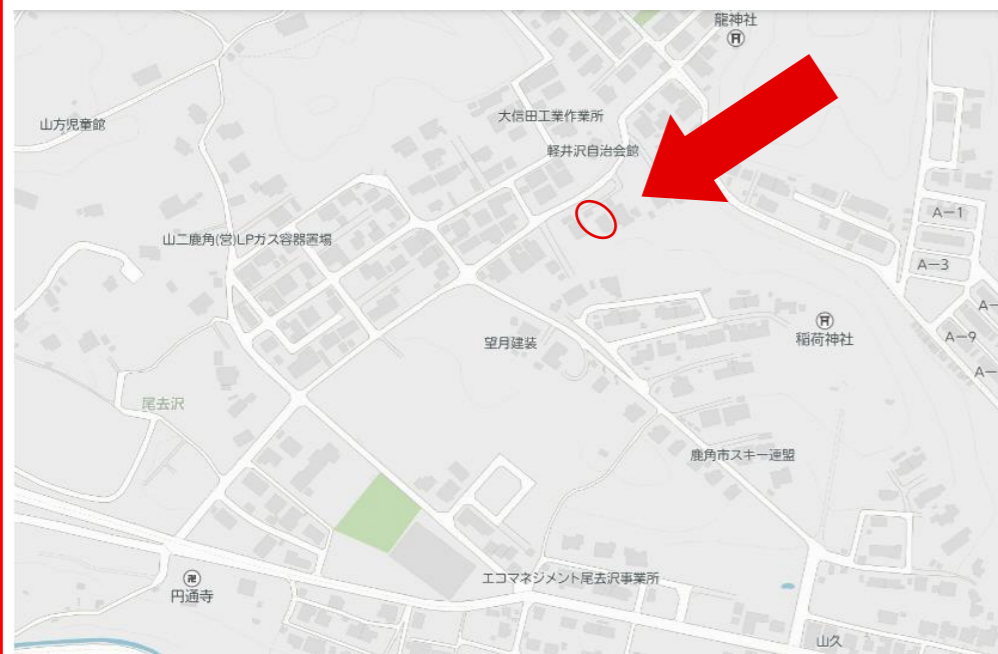 龍神社
大信田工業作業所
山方児童館
軽井沢自治会館
A－1
山二鹿角(営)LPガス容器置場
A－3
A－
稲荷神社
望月建装
A－9
A－
尾去沢
鹿角市スキー連盟
エコマネジメント尾去沢事業所
円通寺
山久